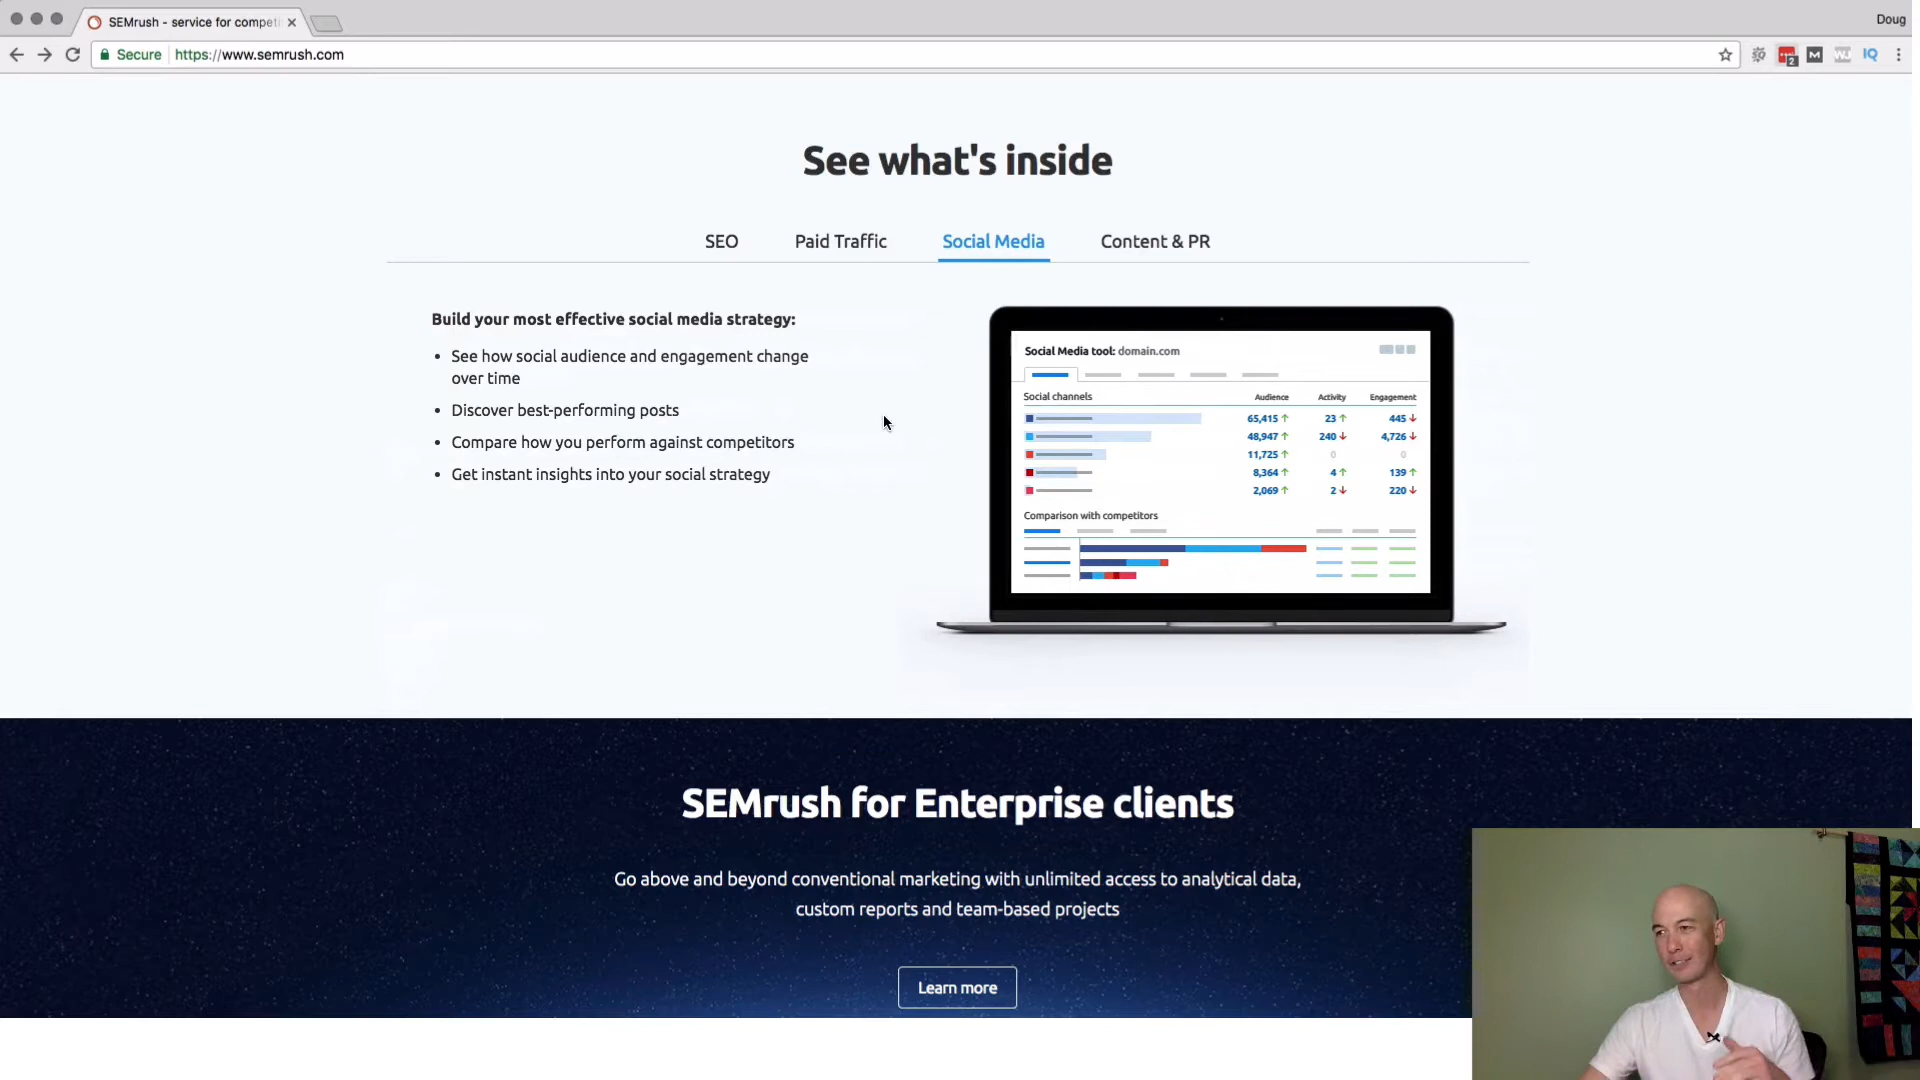 SEMrush - service for competi
Doug
Secure
https://www.semrush.com
2
M
IQ
See what's inside
SEO
Paid Traffic
Social Media
Content & PR
Build your most effective social media strategy:
• See how social audience and engagement change
over time
• Discover best-performing posts
• Compare how you perform against competitors
• Get instant insights into your social strategy
Social Media tool: domain.com
Social channels Audience Activity Engagement
65,415 ↑ 23 ↑ 445 ↓
48,947 ↑ 240 ↓ 4,726 ↓
11,725 ↑ 0 0
8,364 ↑ 4 ↑ 139 ↑
2,069 ↑ 2 ↓ 220 ↓
Comparison with competitors
SEMrush for Enterprise clients
Go above and beyond conventional marketing with unlimited access to analytical data,
custom reports and team-based projects
Learn more